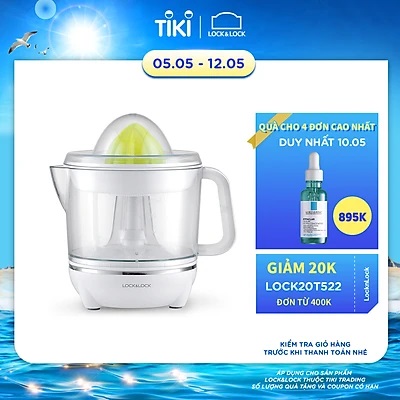 TIKI
LOCK&LOCK
05.05 - 12.05
QUÀ CHO 4 ĐƠN CAO NHẤT
DUY NHẤT 10.05
895K
LOCK&LOCK
GIẢM 20K
LOCK20T522
ĐƠN TỪ 400K
LocknLock
KIỂM TRA GIỎ HÀNG
TRƯỚC KHI THANH TOÁN NHÉ
ÁP DỤNG CHO SẢN PHẨM
LOCK&LOCK THUỘC TIKI TRADING
SỐ LƯỢNG QUÀ TẶNG VÀ COUPON CÓ HẠN